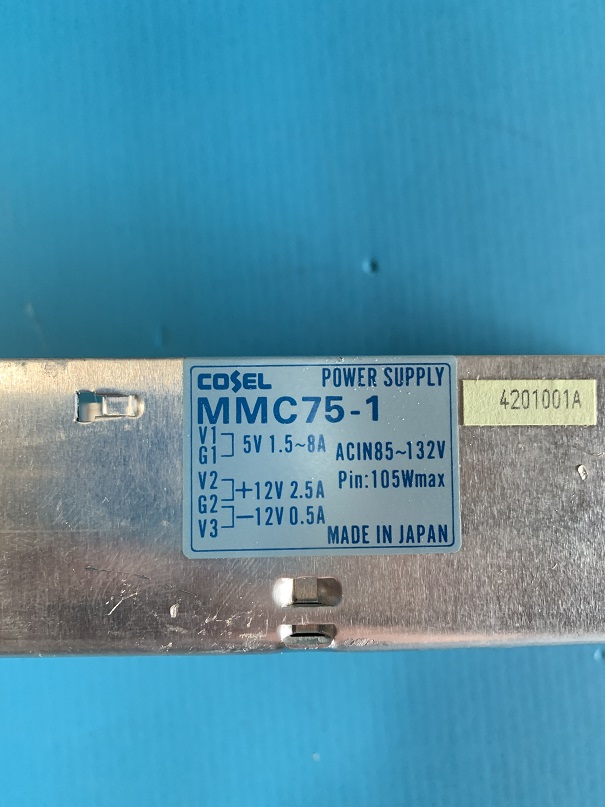 COSEL POWER SUPPLY
MMC75-1
V1
G1 5V 1.5~8A ACIN85~132V
V2 +12V 2.5A Pin:105Wmax
G2
V3 -12V 0.5A
MADE IN JAPAN
4201001A